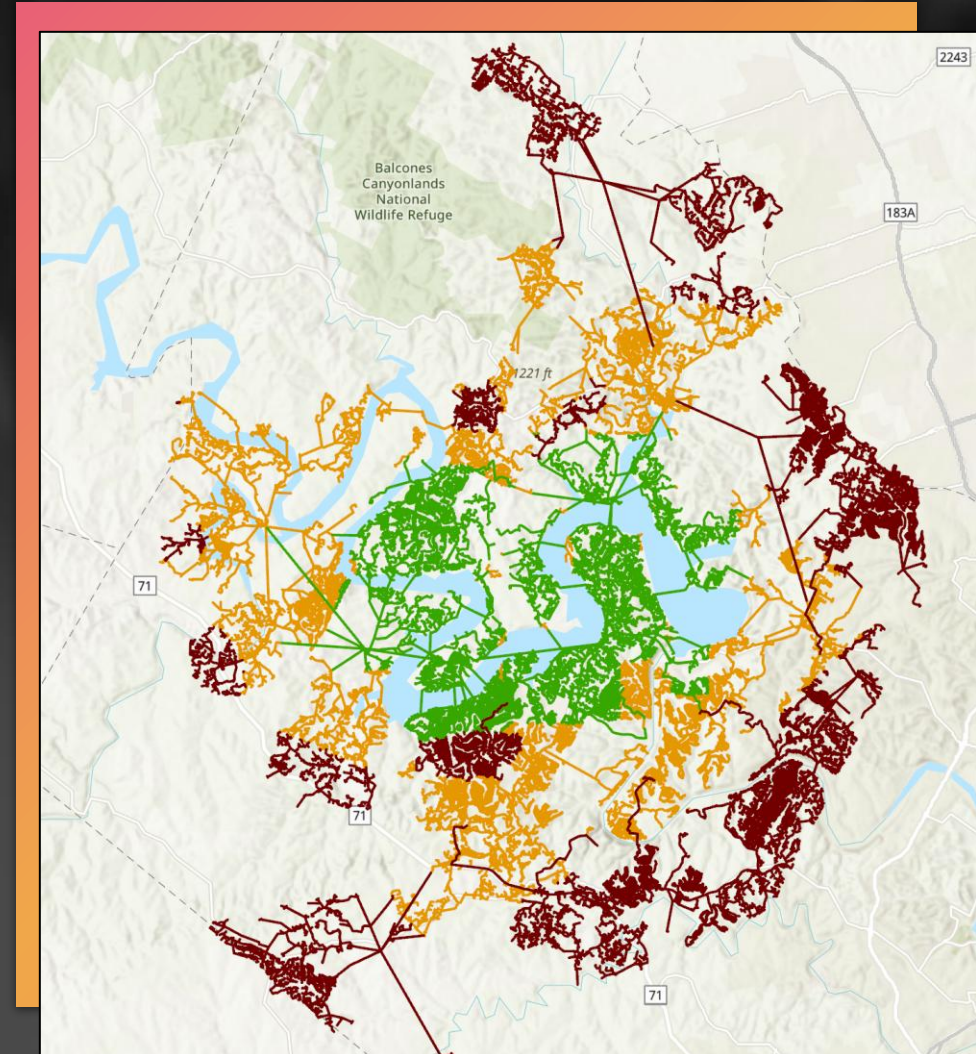 2243
Balcones
Canyonlands
National
Wildlife Refuge
183A
1221 ft
71
71
71